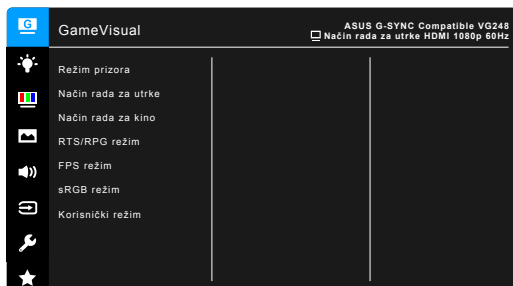 G
GameVisual
ASUS G-SYNC Compatible VG248
Način rada za utrke HDMI 1080p 60Hz
Režim prizora
Način rada za utrke
Način rada za kino
RTS/RPG režim
FPS režim
sRGB režim
Korisnički režim